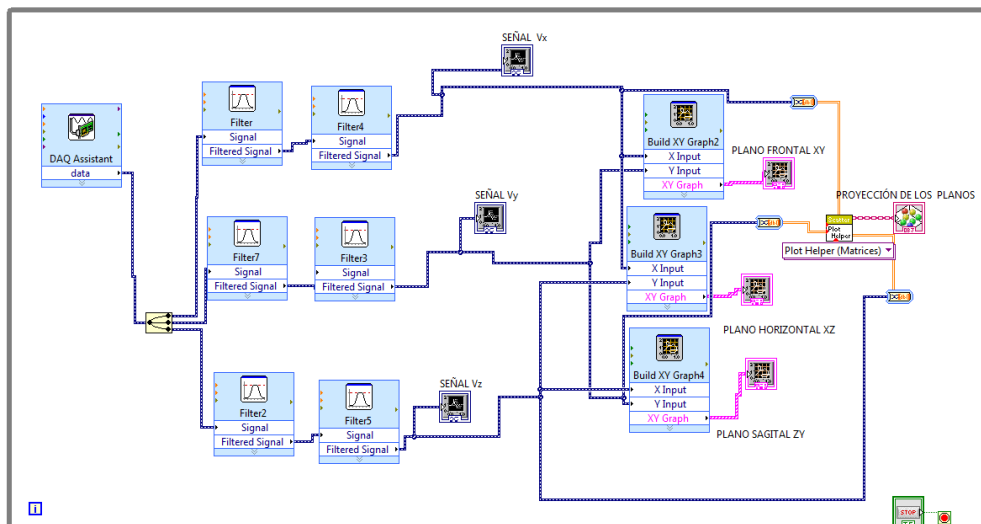 SEÑAL Vx
DAQ Assistant
data
Filter
Signal
Filtered Signal
Filter4
Signal
Filtered Signal
Build XY Graph2
X Input
Y Input
XY Graph
PLANO FRONTAL XY
SEÑAL
Vy
PROYECCIÓN DE LOS PLANOS
Filter7
Signal
Filtered Signal
Filter3
Signal
Filtered Signal
Build XY Graph3
X Input
Y Input
XY Graph
Scatter
Plot
Helper
Plot Helper (Matrices)
PLANO HORIZONTAL XZ
Filter2
Signal
Filtered Signal
Filter5
Signal
Filtered Signal
SEÑAL Vz
Build XY Graph4
X Input
Y Input
XY Graph
PLANO SAGITAL ZY
i
STOP